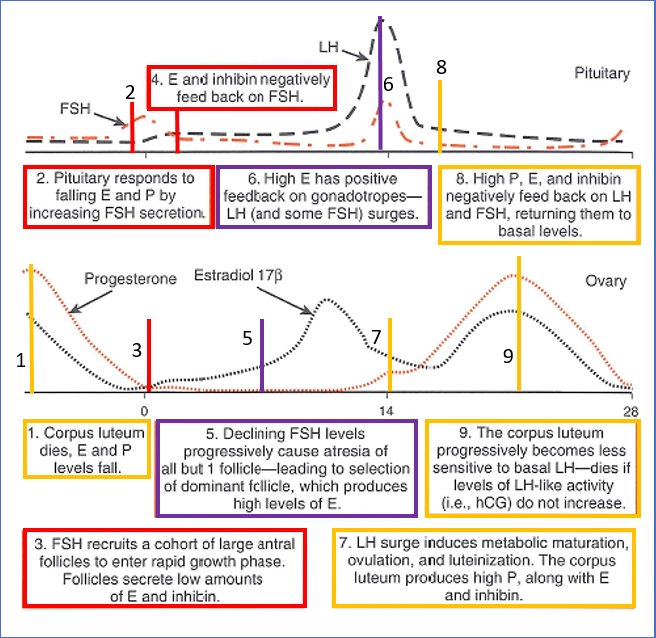 LH
8
Pituitary
4. E and inhibin negatively
feed back on FSH.
2
6
FSH
2. Pituitary responds to
falling E and P by
increasing FSH secretion.
6. High E has positive
feedback on gonadotropes—
LH (and some FSH) surges.
8. High P, E, and inhibin
negatively feed back on LH
and FSH, returning them to
basal levels.
Progesterone
Estradiol 17β
Ovary
1
3
5
7
9
0
14
28
1. Corpus luteum
dies, E and P
levels fall.
5. Declining FSH levels
progressively cause atresia of
all but 1 follicle—leading to selection
of dominant follicle, which produces
high levels of E.
9. The corpus luteum
progressively becomes less
sensitive to basal LH—dies if
levels of LH-like activity
(i.e., hCG) do not increase.
3. FSH recruits a cohort of large antral
follicles to enter rapid growth phase.
Follicles secrete low amounts
of E and inhibin.
7. LH surge induces metabolic maturation,
ovulation, and luteinization. The corpus
luteum produces high P, along with E
and inhibin.